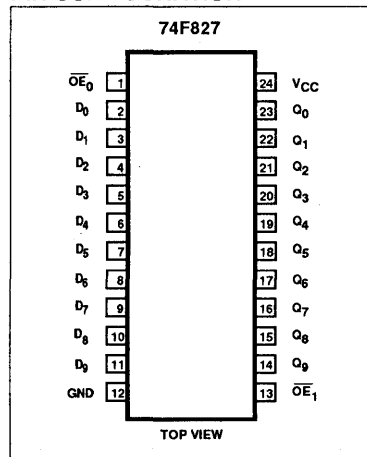 74F827
OE0 1 24 VCC
D0 2 23 Q0
D1 3 22 Q1
D2 4 21 Q2
D3 5 20 Q3
D4 6 19 Q4
D5 7 18 Q5
D6 8 17 Q6
D7 9 16 Q7
D8 10 15 Q8
D9 11 14 Q9
GND 12 13 OE1
TOP VIEW